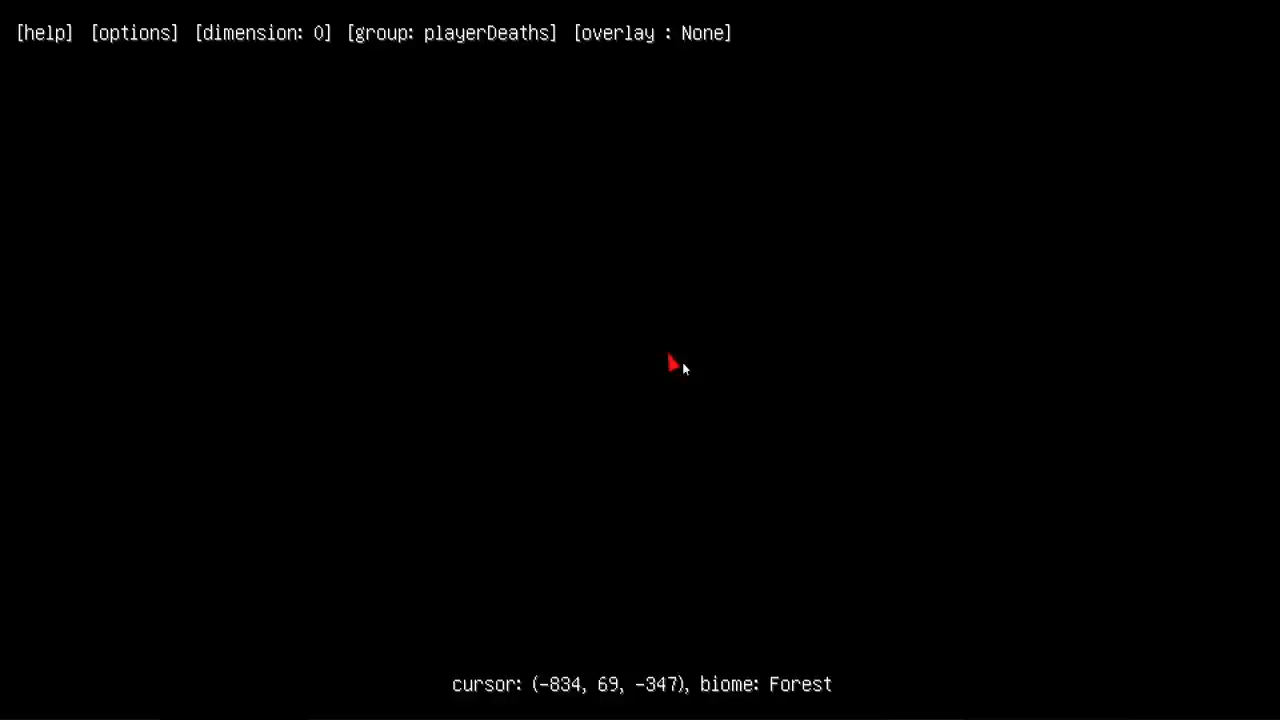 [help] [options] [dimension: 0] [group: playerDeaths] [overlay : None]
cursor: (-834, 69, -347), biome: Forest